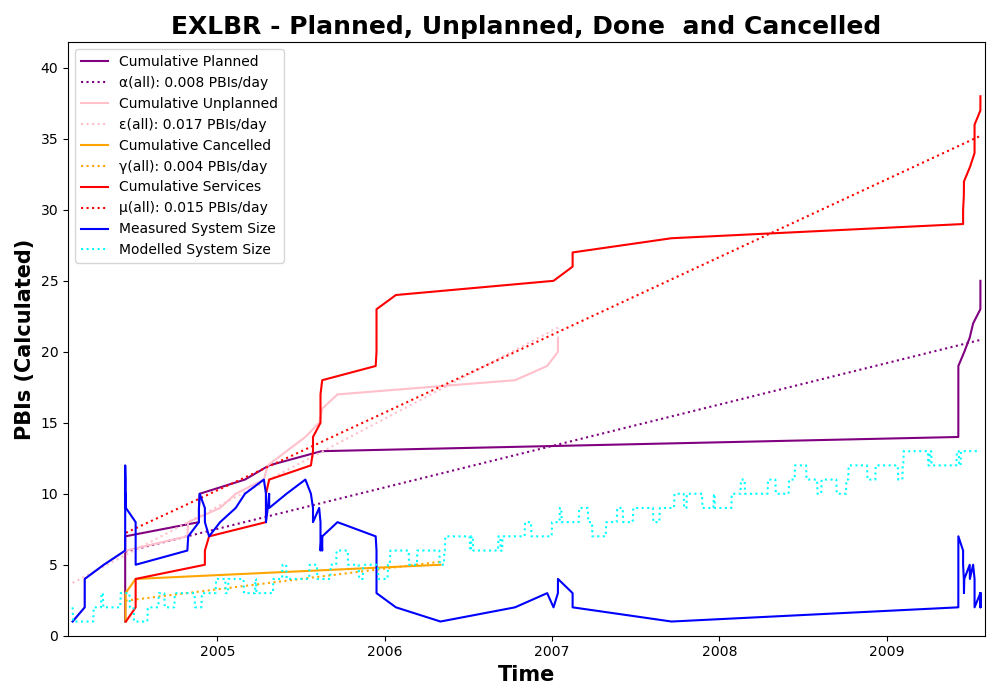 EXLBR - Planned, Unplanned, Done  and Cancelled
PBIs (Calculated)
40
35
30
25
20
15
10
5
0
Cumulative Planned
α(all): 0.008 PBIs/day
Cumulative Unplanned
ε(all): 0.017 PBIs/day
Cumulative Cancelled
γ(all): 0.004 PBIs/day
Cumulative Services
μ(all): 0.015 PBIs/day
Measured System Size
Modelled System Size
2005
2006
2007
2008
2009
Time